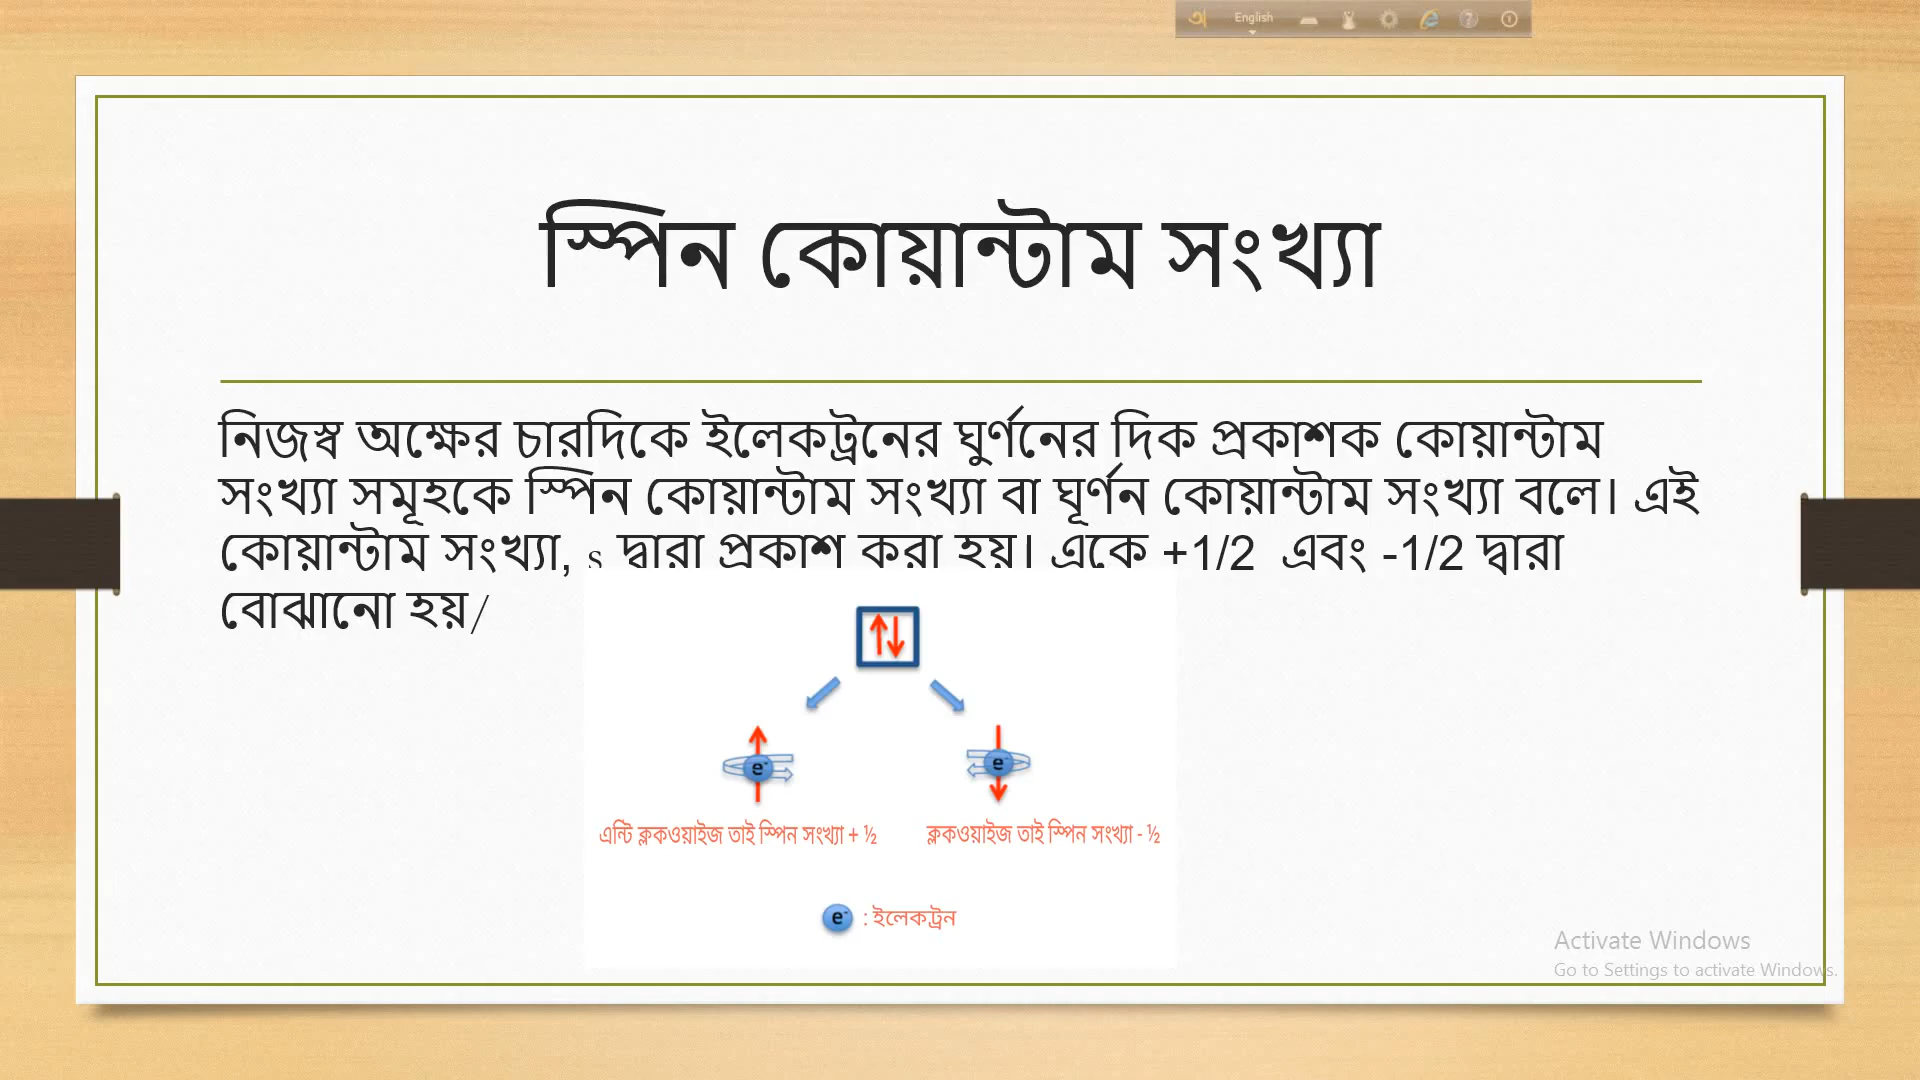 English
স্পিন কোয়ান্টাম সংখ্যা
নিজস্ব অক্ষের চারদিকে ইলেকট্রনের ঘুর্ণনের দিক প্রকাশক কোয়ান্টাম
সংখ্যা সমূহকে স্পিন কোয়ান্টাম সংখ্যা বা ঘূর্ণন কোয়ান্টাম সংখ্যা বলে। এই
কোয়ান্টাম সংখ্যা, s দ্বারা প্রকাশ করা হয়। একে +1/2 এবং -1/2 দ্বারা
বোঝানো হয়/
e⁻ e⁻
এন্টি ক্লকওয়াইজ তাই স্পিন সংখ্যা + ½ ক্লকওয়াইজ তাই স্পিন সংখ্যা - ½
e⁻ : ইলেকট্রন
Activate Windows
Go to Settings to activate Windows.